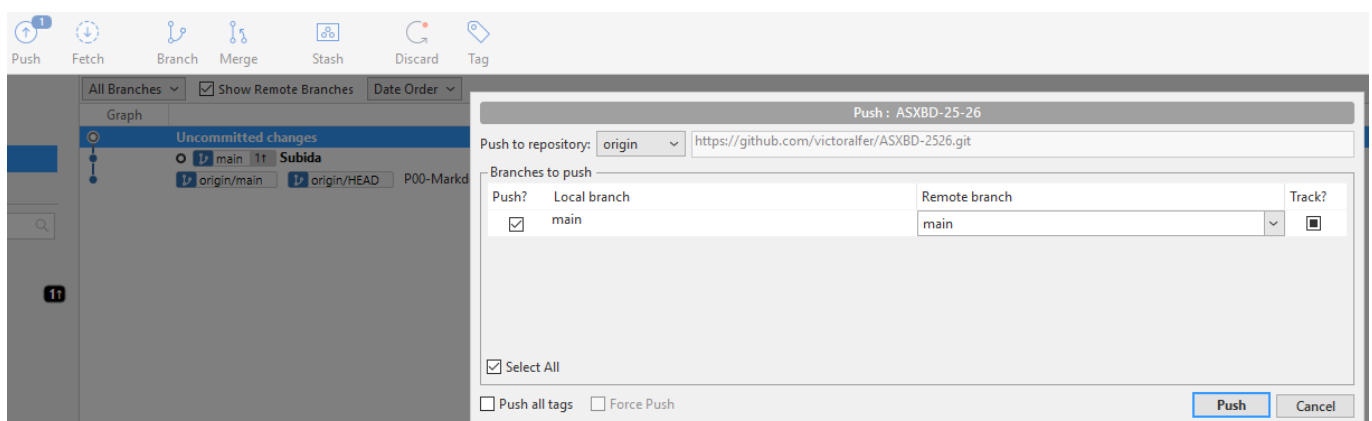 1
Push Fetch Branch Merge Stash Discard Tag
All Branches Show Remote Branches Date Order
Graph
Uncommitted changes
main 1↑ Subida
origin/main origin/HEAD P00-Markd
1↑
Push : ASXBD-25-26
Push to repository: origin https://github.com/victoralfer/ASXBD-2526.git
Branches to push
Push? Local branch Remote branch Track?
main main
Select All
Push all tags Force Push Push Cancel